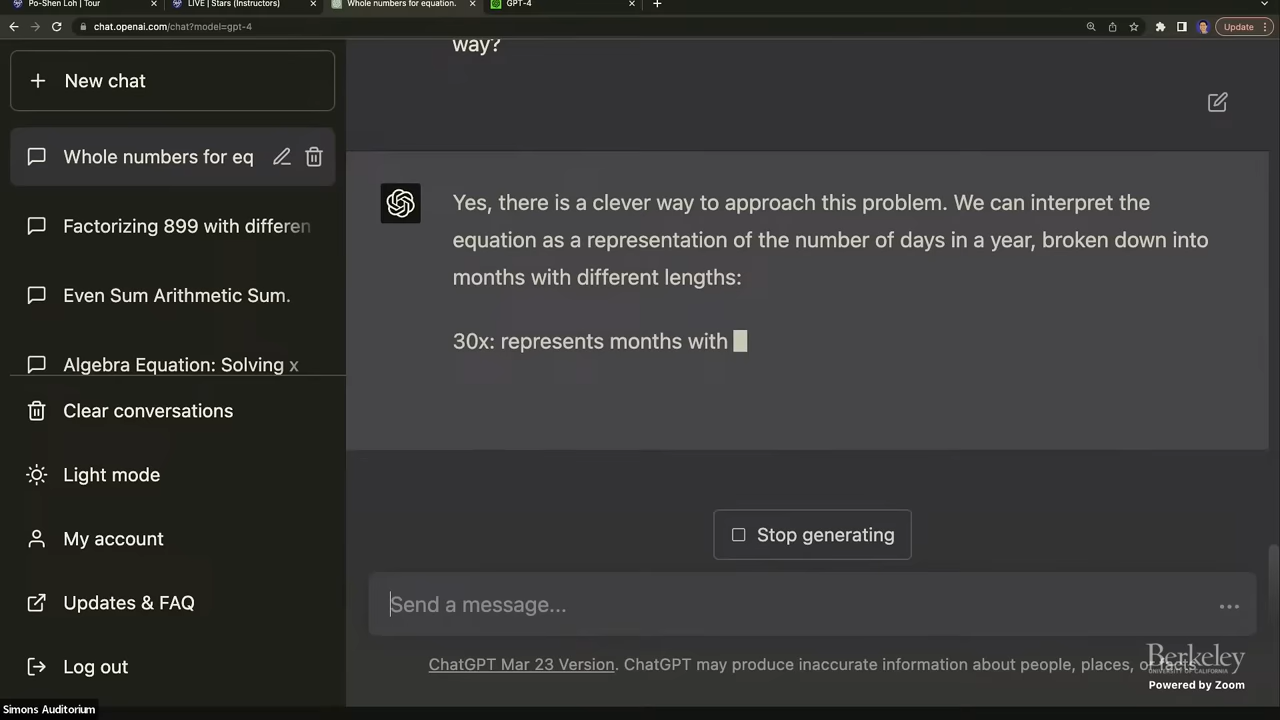 Po-Shen Loh | Tour
LIVE | Stars (Instructors)
Whole numbers for equation.
GPT-4
chat.openai.com/chat?model=gpt-4
Update
New chat
Whole numbers for eq
Factorizing 899 with differen
Even Sum Arithmetic Sum.
Algebra Equation: Solving x
Clear conversations
Light mode
My account
Updates & FAQ
Log out
way?
Yes, there is a clever way to approach this problem. We can interpret the
equation as a representation of the number of days in a year, broken down into
months with different lengths:
30x: represents months with
Stop generating
Send a message...
ChatGPT Mar 23 Version. ChatGPT may produce inaccurate information about people, places, or facts
Berkeley
UNIVERSITY OF CALIFORNIA
Powered by Zoom
Simons Auditorium